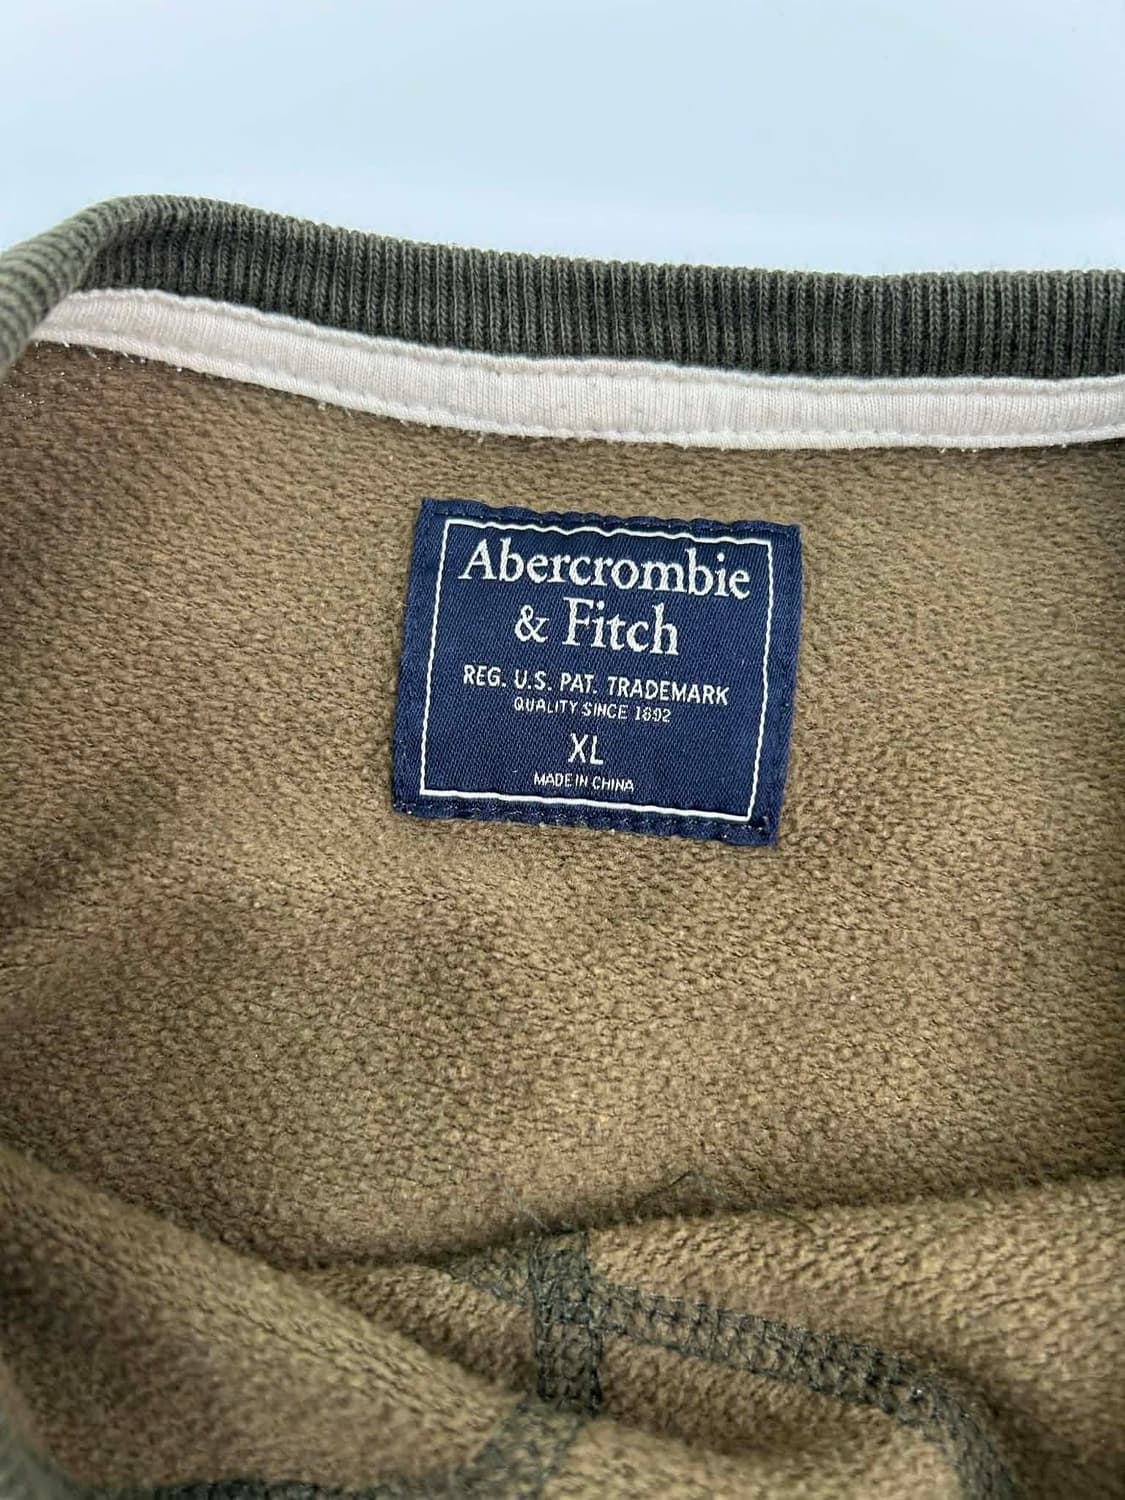 Abercrombie
& Fitch
REG. U.S. PAT. TRADEMARK
QUALITY SINCE 1892
XL
MADE IN CHINA